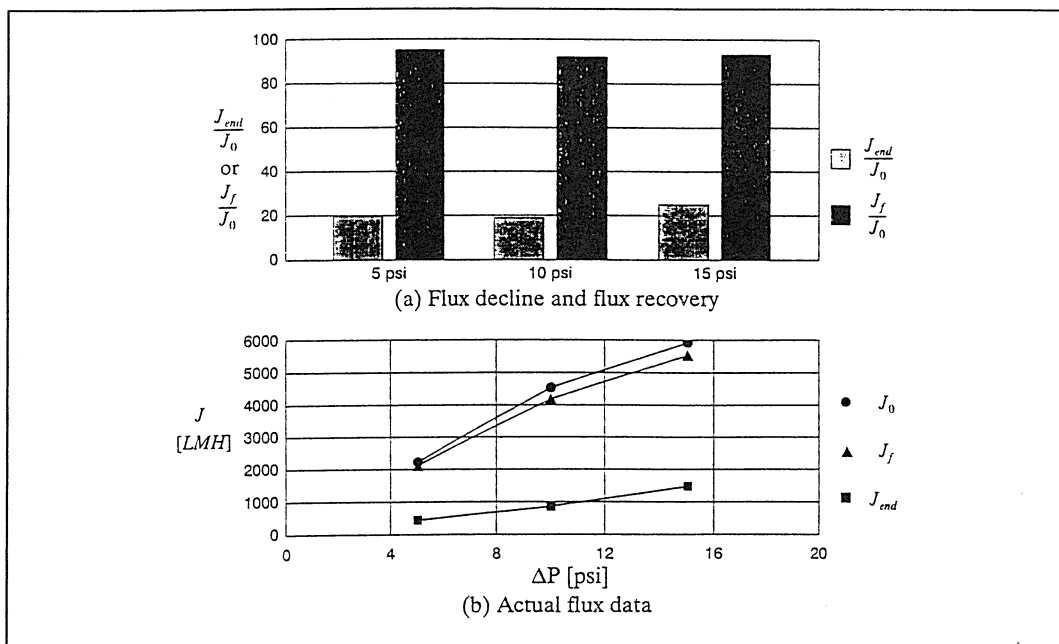 100
80
60
40
20
0
J_end
J_0
or
J_f
J_0
5 psi
10 psi
15 psi
J_end
J_0
J_f
J_0
(a) Flux decline and flux recovery
6000
5000
4000
3000
2000
1000
0
J
[LMH]
0 4 8 12 16 20
J_0
J_f
J_end
ΔP [psi]
(b) Actual flux data